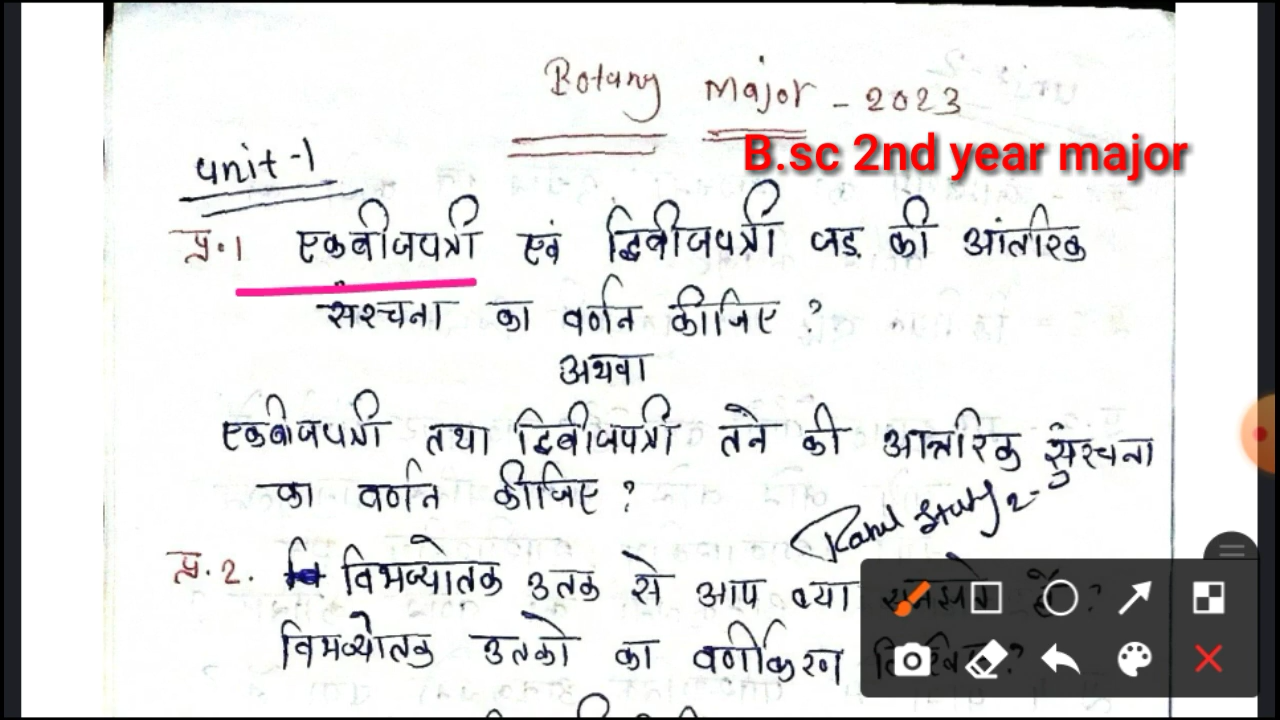 Botany Major - 2023
B.sc 2nd year major
unit-1
प्र.1 एकबीजपत्री एवं द्विबीजपत्री जड़ की आंतरिक
संरचना का वर्णन कीजिए ?
अथवा
एकबीजपत्री तथा द्विबीजपत्री तने की आन्तरिक संरचना
का वर्णन कीजिए ?
Rahul Study
प्र.2. विभज्योतक उतक से आप क्या समझते हैं ?
विभज्योतक उतको का वर्गीकरण लिखिए ?